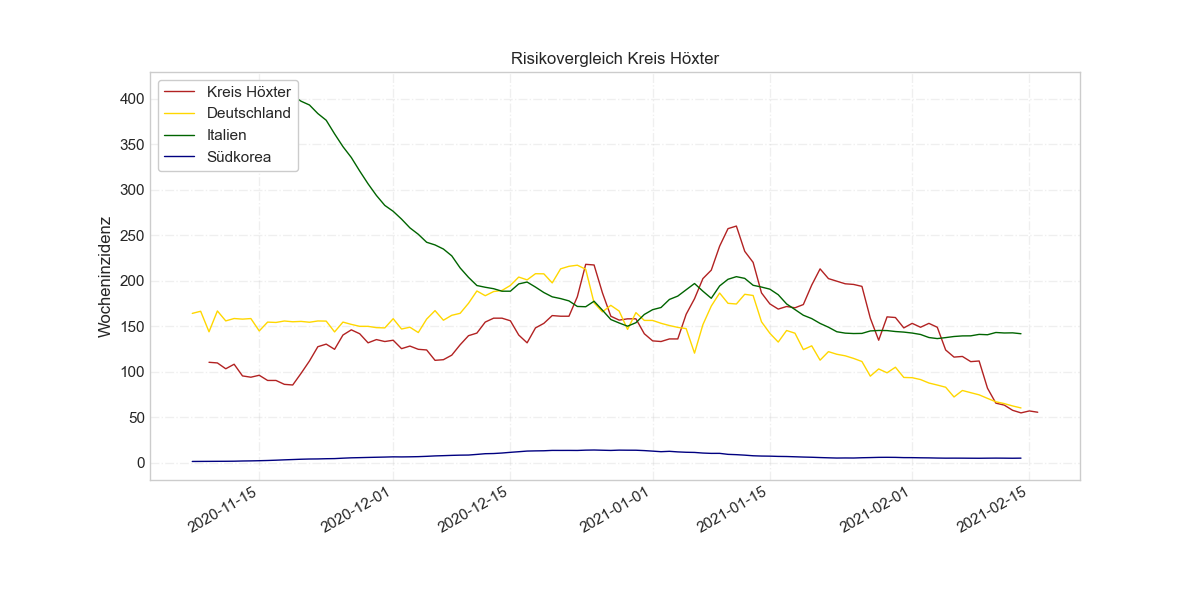 Risikovergleich Kreis Höxter
Kreis Höxter
Deutschland
Italien
Südkorea
Wocheninzidenz
400
350
300
250
200
150
100
50
0
2020-11-15
2020-12-01
2020-12-15
2021-01-01
2021-01-15
2021-02-01
2021-02-15